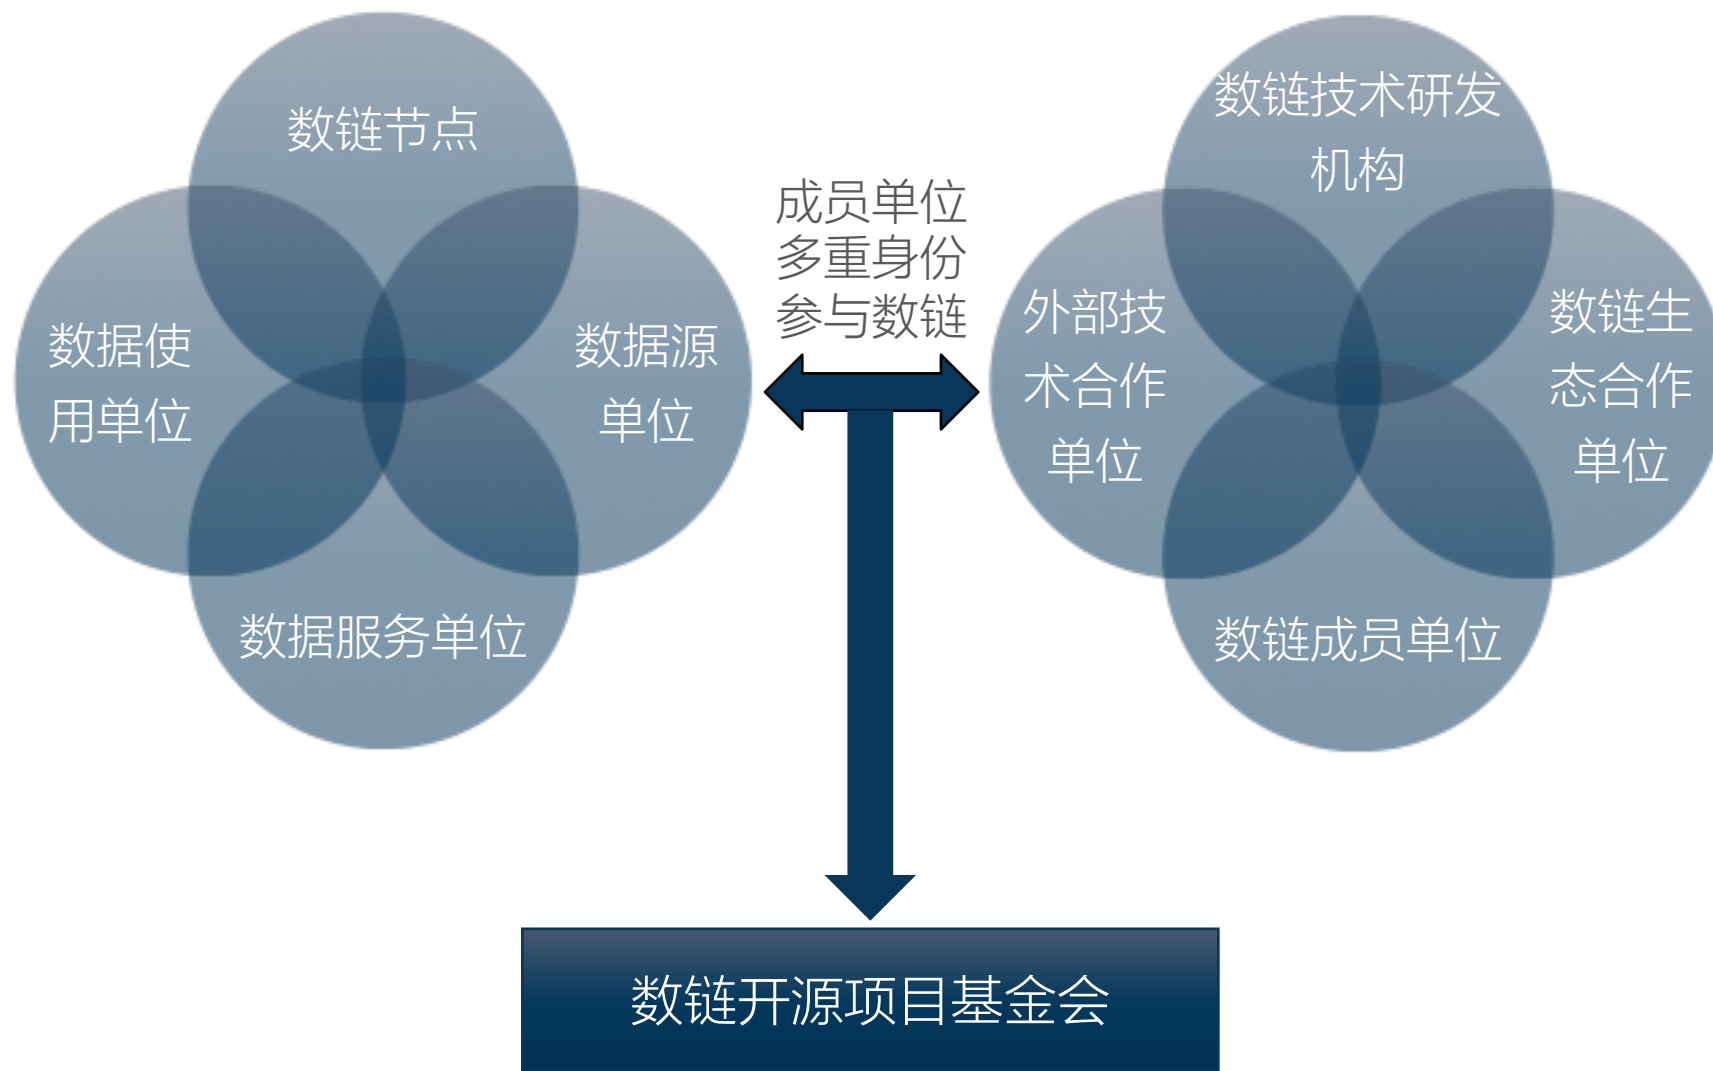 数链节点
数据使
用单位
数据源
单位
数据服务单位
成员单位
多重身份
参与数链
数链技术研发
机构
外部技
术合作
单位
数链生
态合作
单位
数链成员单位
数链开源项目基金会